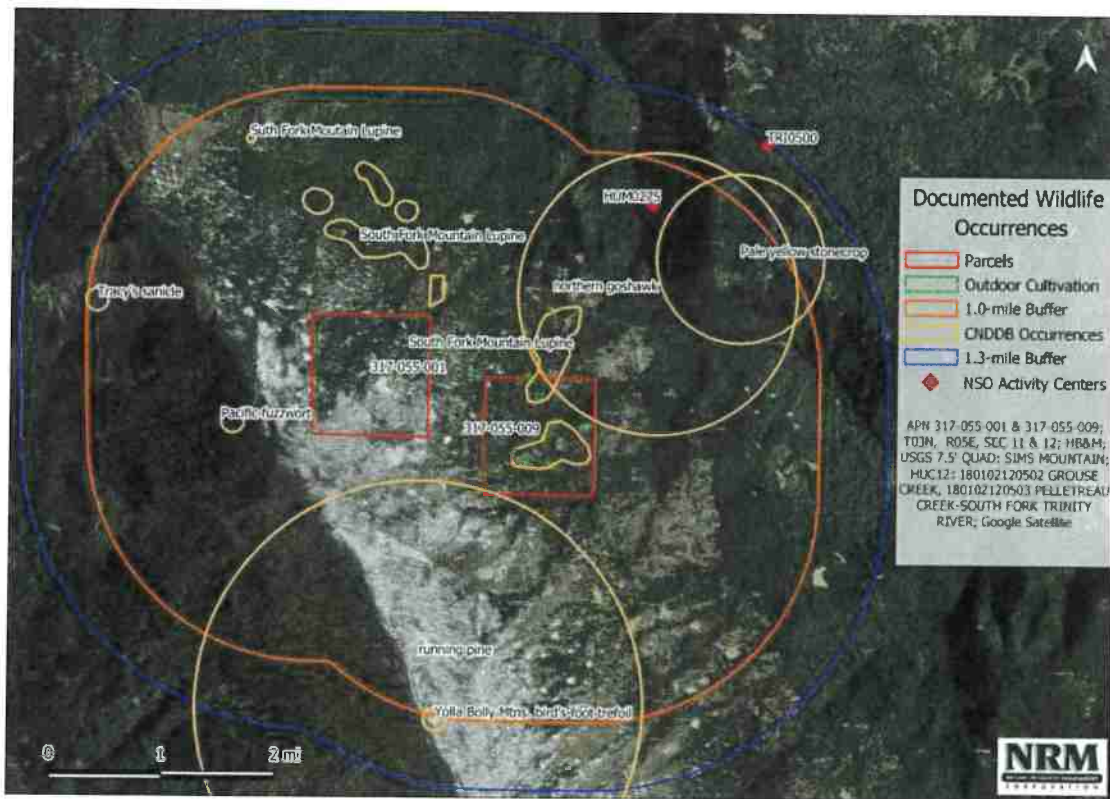 Suth Fork Moutain Lupine
TRI0500
HUM0275
South Fork Mountain Lupine
Pale yellow stonecrop
Tracy's sanicle
northern goshawk
South Fork Mountain Lupine
317-055-001
Pacific fuzzwort
317-055-009
running pine
Yolla Bolly Mtns. bird's-foot-trefoil
0 1 2 mi
Documented Wildlife
Occurrences
Parcels
Outdoor Cultivation
1.0-mile Buffer
CNDDB Occurrences
1.3-mile Buffer
NSO Activity Centers
APN 317-055-001 & 317-055-009;
T03N, R05E, SEC 11 & 12; HB&M;
USGS 7.5' QUAD: SIMS MOUNTAIN;
HUC12: 180102120502 GROUSE
CREEK, 180102120503 PELLETREAU
CREEK-SOUTH FORK TRINITY
RIVER; Google Satellite
NRM
CORPORATION